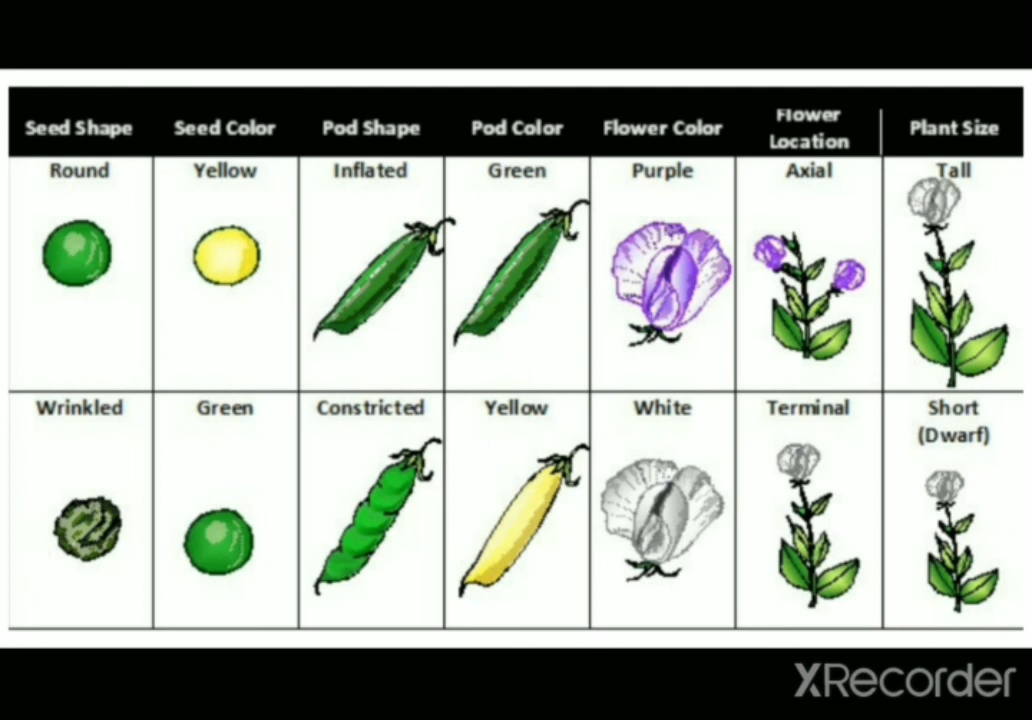 Seed Shape Seed Color Pod Shape Pod Color Flower Color Flower Location Plant Size
Round Yellow Inflated Green Purple Axial Tall
Wrinkled Green Constricted Yellow White Terminal Short (Dwarf)
XRecorder